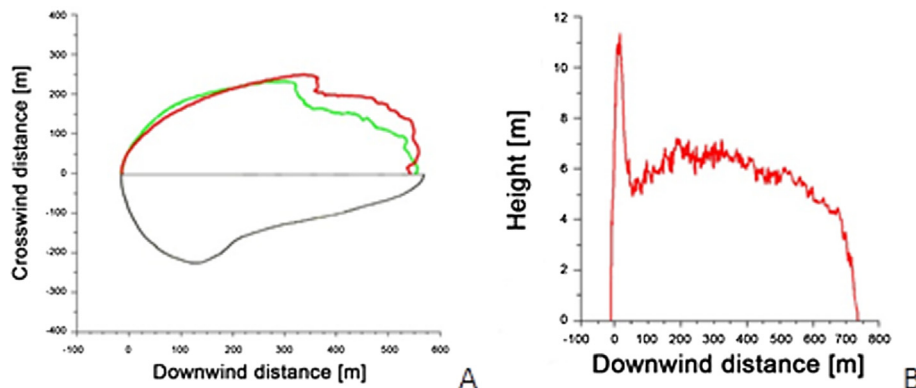 400
300
200
100
0
-100
-200
-300
-400
-100 0 100 200 300 400 500 600
Crosswind distance [m]
Downwind distance [m]
A
12
10
8
6
4
2
0
-100 0 100 200 300 400 500 600 700 800
Height [m]
Downwind distance [m]
B